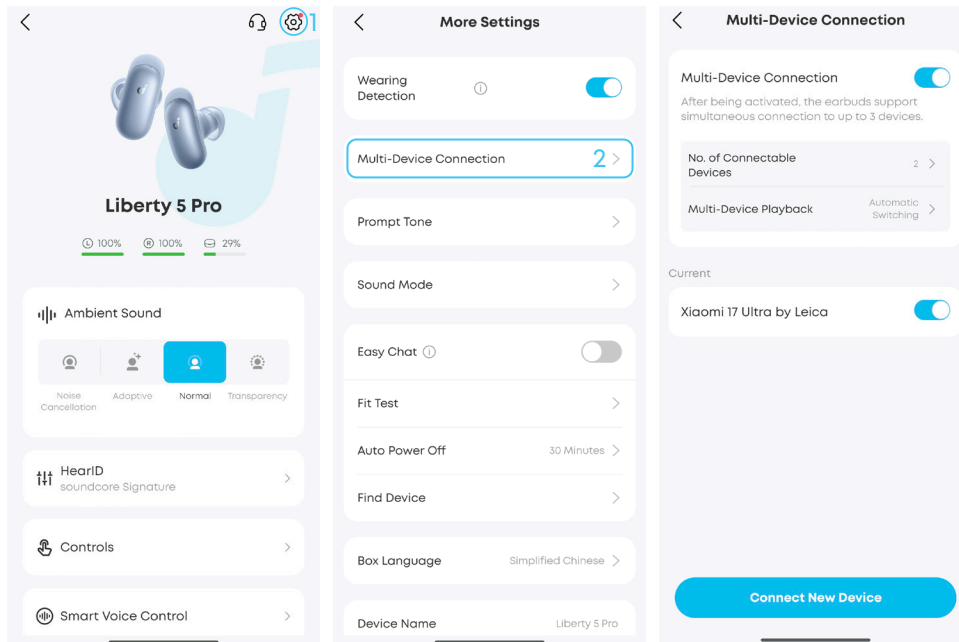 1
Liberty 5 Pro
L 100% R 100% 29%
Ambient Sound
Noise Cancellation
Adaptive
Normal
Transparency
HearID
soundcore Signature
Controls
Smart Voice Control
More Settings
Wearing
Detection
Multi-Device Connection 2
Prompt Tone
Sound Mode
Easy Chat
Fit Test
Auto Power Off 30 Minutes
Find Device
Box Language Simplified Chinese
Device Name Liberty 5 Pro
Multi-Device Connection
Multi-Device Connection
After being activated, the earbuds support
simultaneous connection to up to 3 devices.
No. of Connectable
Devices
2
Multi-Device Playback
Automatic
Switching
Current
Xiaomi 17 Ultra by Leica
Connect New Device